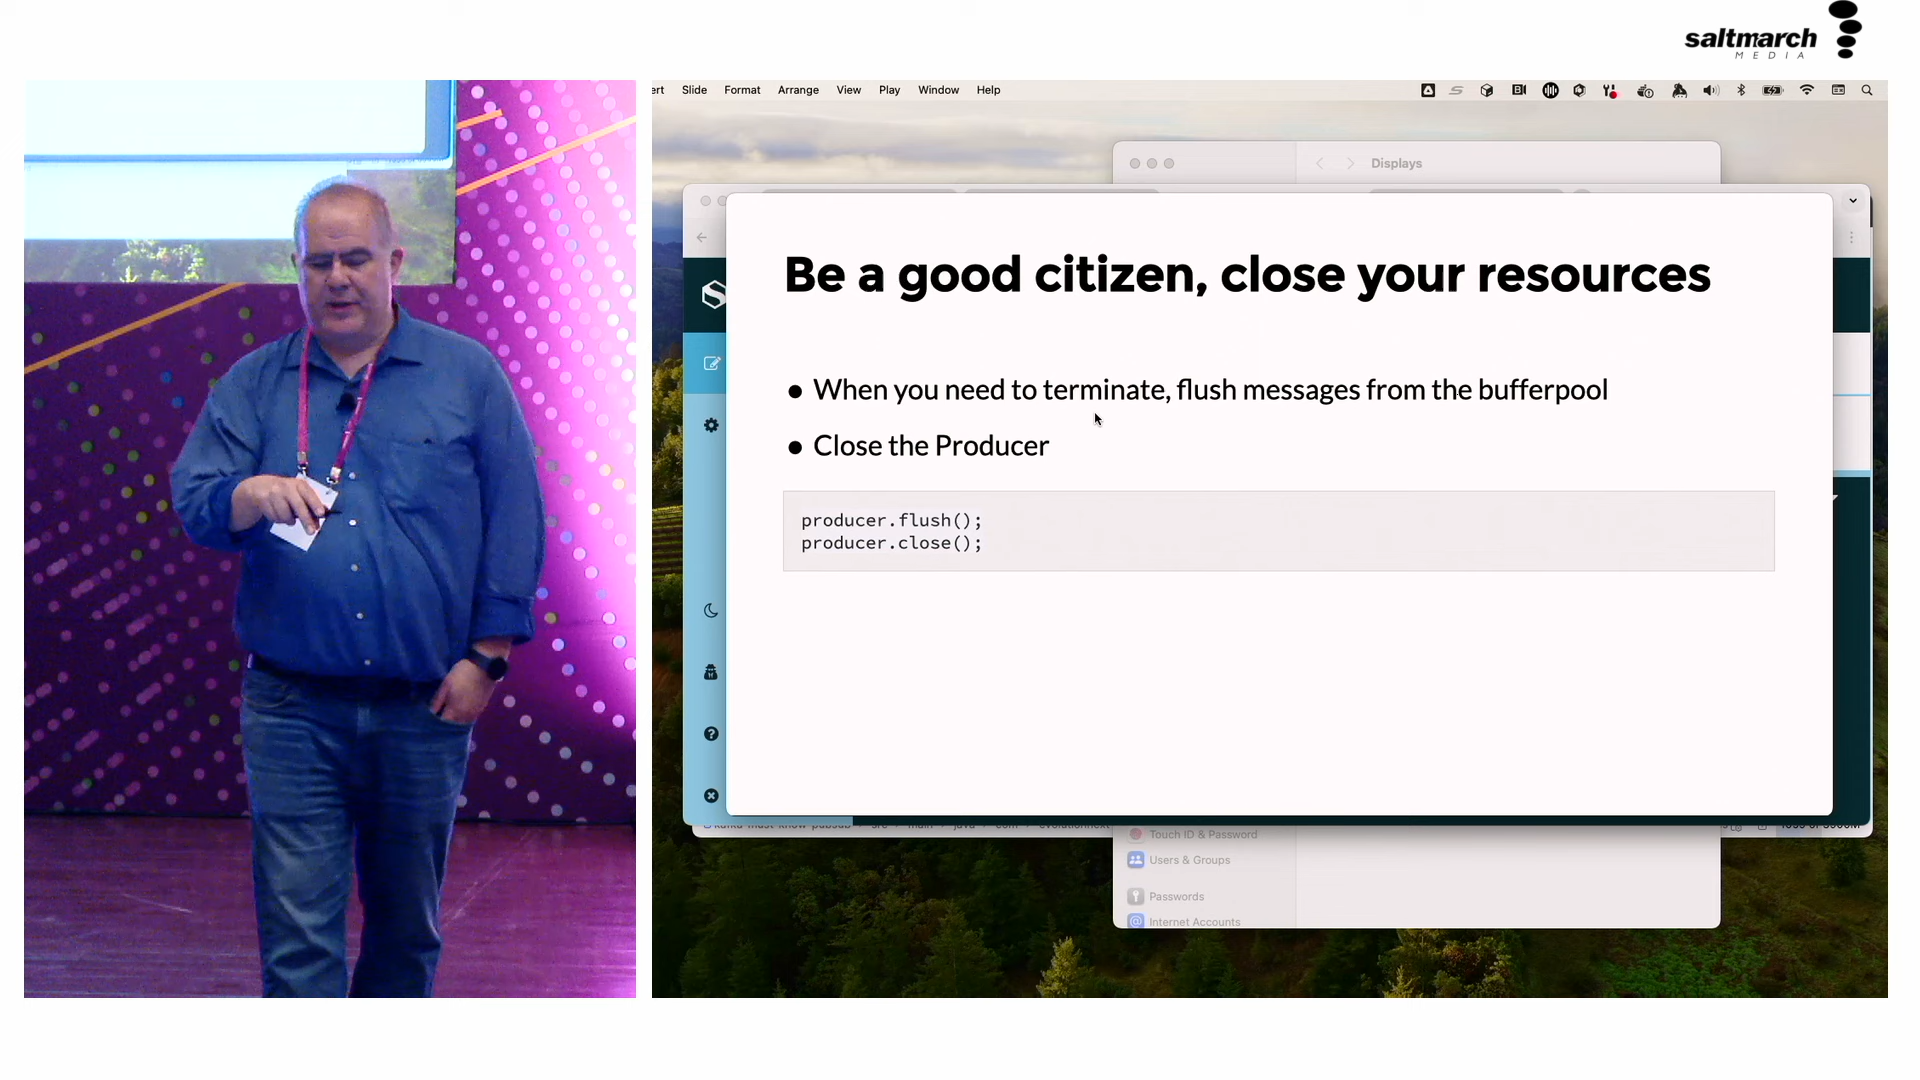 saltmarch
MEDIA
ert Slide Format Arrange View Play Window Help
Displays
Be a good citizen, close your resources
When you need to terminate, flush messages from the bufferpool
Close the Producer
producer.flush();
producer.close();
Touch ID & Password
Users & Groups
Passwords
Internet Accounts